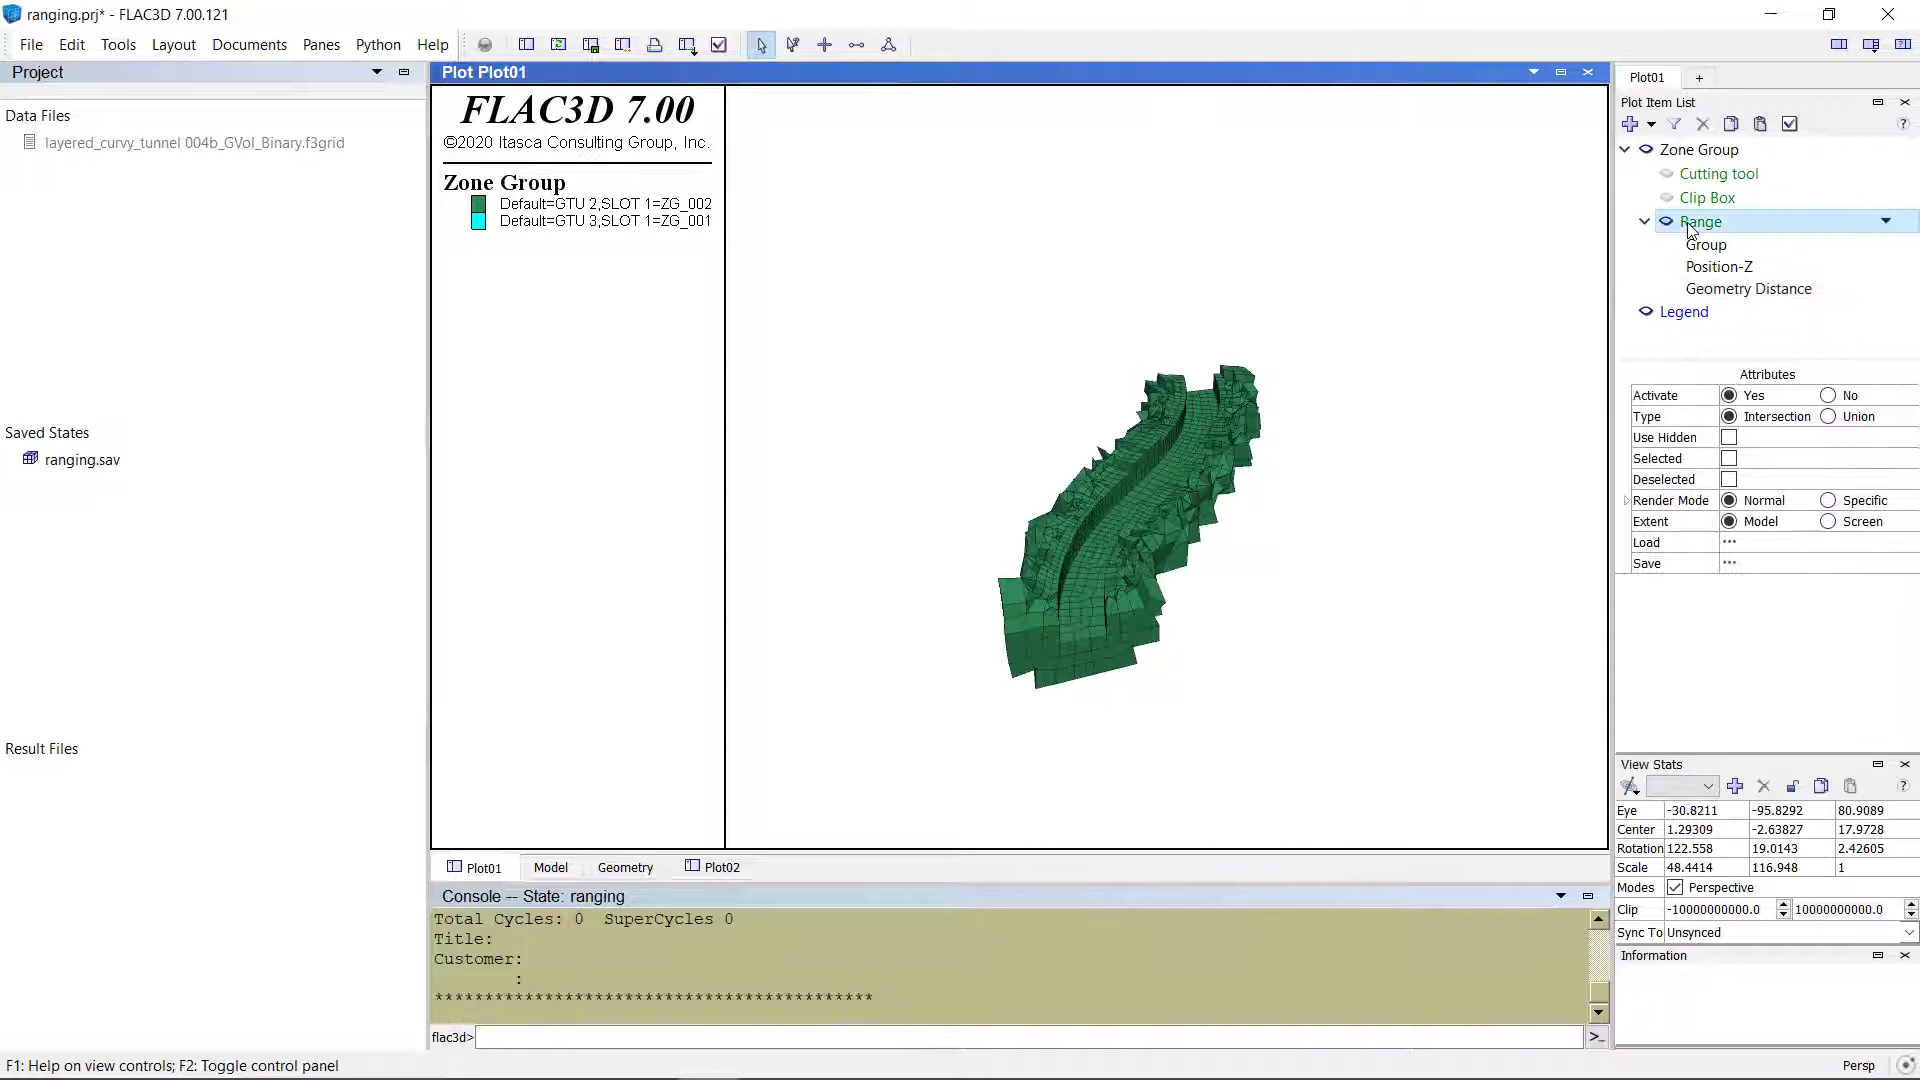 ranging.prj* - FLAC3D 7.00.121
File Edit Tools Layout Documents Panes Python Help
Project
Data Files
layered_curvy_tunnel 004b_GVol_Binary.f3grid
Saved States
ranging.sav
Result Files
Plot Plot01
FLAC3D 7.00
©2020 Itasca Consulting Group, Inc.
Zone Group
Default=GTU 2,SLOT 1=ZG_002
Default=GTU 3,SLOT 1=ZG_001
Plot01 Model Geometry Plot02
Console -- State: ranging
Total Cycles: 0 SuperCycles 0
Title:
Customer:
:
*******************************************
flac3d>
Plot01 +
Plot Item List
Zone Group
Cutting tool
Clip Box
Range
Group
Position-Z
Geometry Distance
Legend
Attributes
Activate Yes No
Type Intersection Union
Use Hidden
Selected
Deselected
Render Mode Normal Specific
Extent Model Screen
Load ...
Save ...
View Stats
Eye -30.8211 -95.8292 80.9089
Center 1.29309 -2.63827 17.9728
Rotation 122.558 19.0143 2.42605
Scale 48.4414 116.948 1
Modes Perspective
Clip -10000000000.0 10000000000.0
Sync To Unsynced
Information
F1: Help on view controls; F2: Toggle control panel
Persp